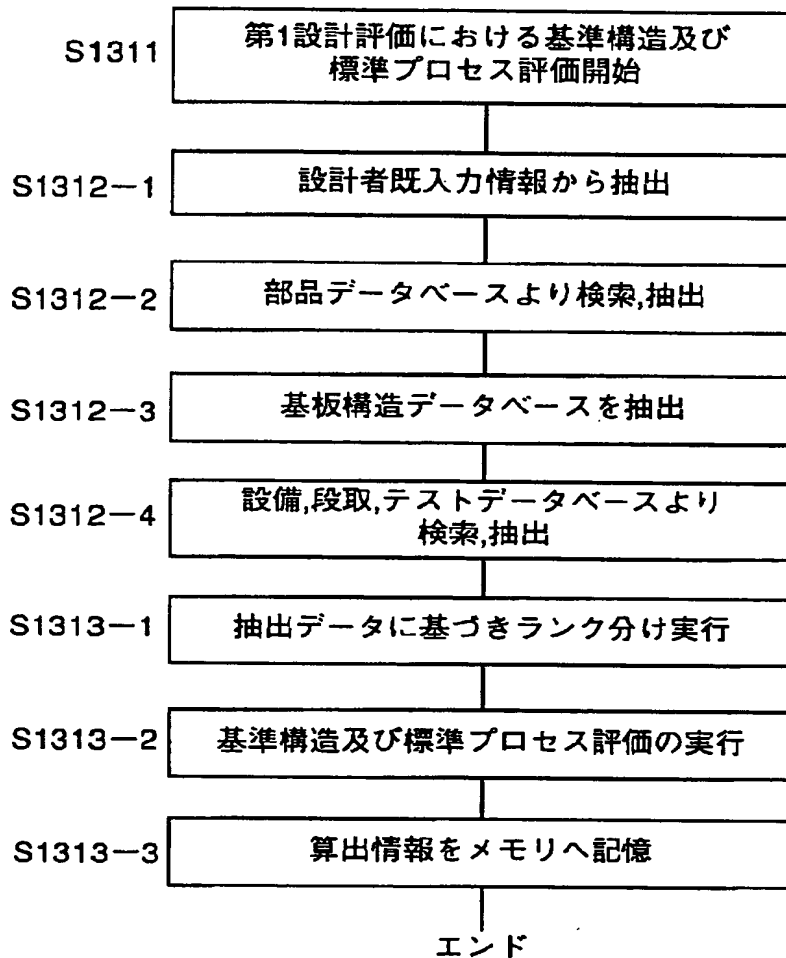 S1311
第1設計評価における基準構造及び
標準プロセス評価開始
S1312-1
設計者既入力情報から抽出
S1312-2
部品データベースより検索,抽出
S1312-3
基板構造データベースを抽出
S1312-4
設備,段取,テストデータベースより
検索,抽出
S1313-1
抽出データに基づきランク分け実行
S1313-2
基準構造及び標準プロセス評価の実行
S1313-3
算出情報をメモリへ記憶
エンド